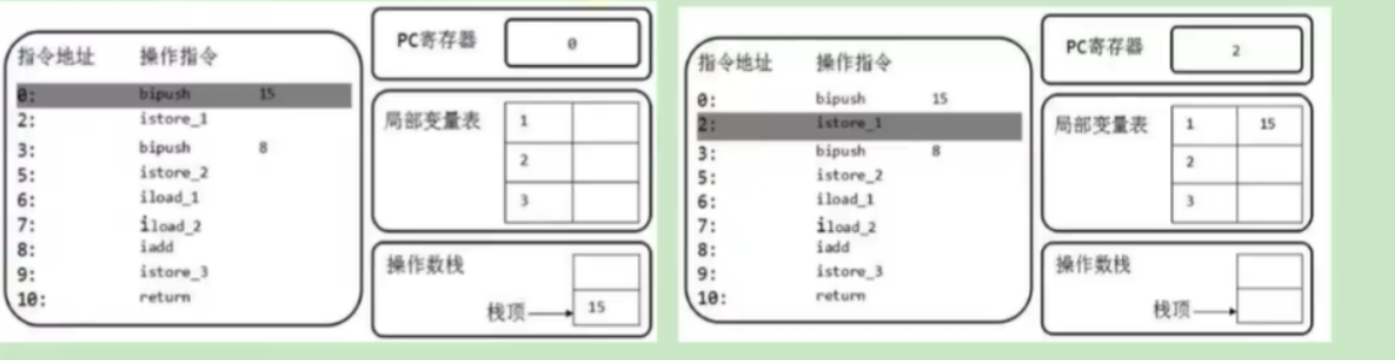 指令地址 操作指令
0: bipush 15
2: istore_1
3: bipush 8
5: istore_2
6: iload_1
7: iload_2
8: iadd
9: istore_3
10: return
PC寄存器 0
局部变量表 1
2
3
操作数栈
栈顶 15
指令地址 操作指令
0: bipush 15
2: istore_1
3: bipush 8
5: istore_2
6: iload_1
7: iload_2
8: iadd
9: istore_3
10: return
PC寄存器 2
局部变量表 1 15
2
3
操作数栈
栈顶